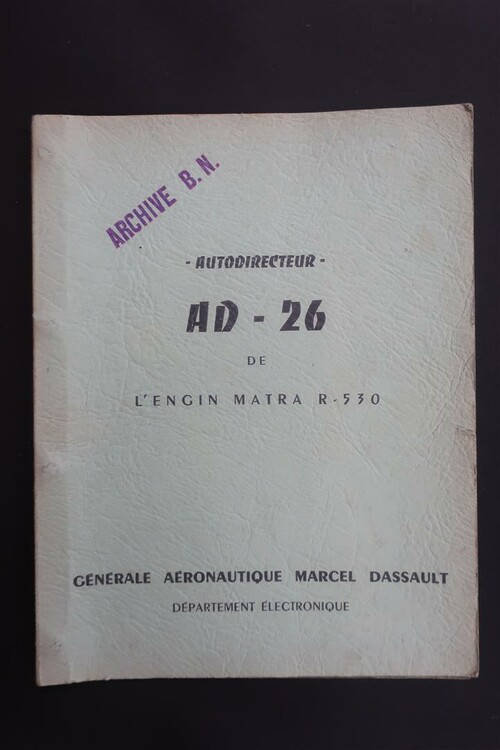 ARCHIVE B. N.
- AUTODIRECTEUR -
AD - 26
DE
L'ENGIN MATRA R-530
GÉNÉRALE AÉRONAUTIQUE MARCEL DASSAULT
DÉPARTEMENT ÉLECTRONIQUE